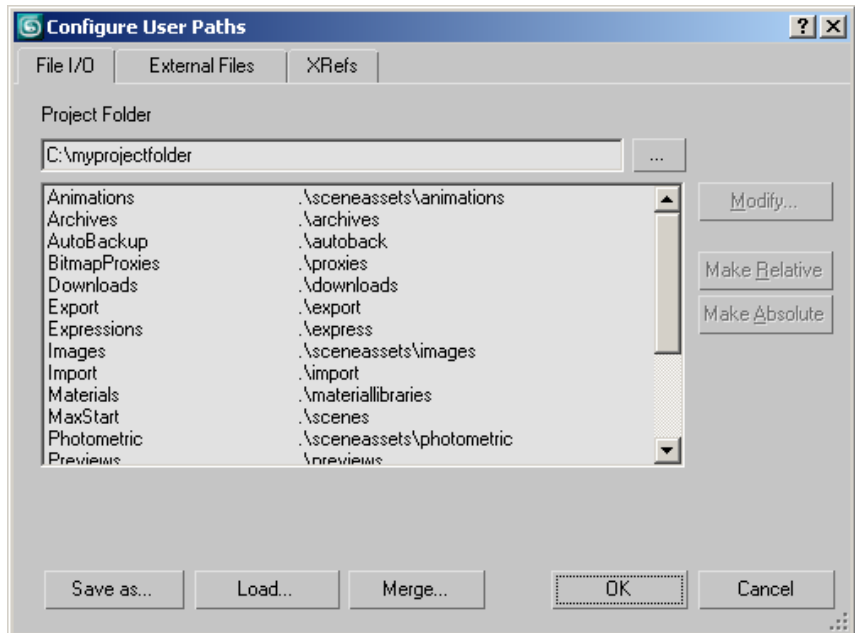 Configure User Paths
File I/O External Files XRefs
Project Folder
C:\myprojectfolder ...
Animations .\sceneassets\animations
Archives .\archives
AutoBackup .\autoback
BitmapProxies .\proxies
Downloads .\downloads
Export .\export
Expressions .\express
Images .\sceneassets\images
Import .\import
Materials .\materiallibraries
MaxStart .\scenes
Photometric .\sceneassets\photometric
Previews .\previews
Modify...
Make Relative
Make Absolute
Save as... Load... Merge... OK Cancel